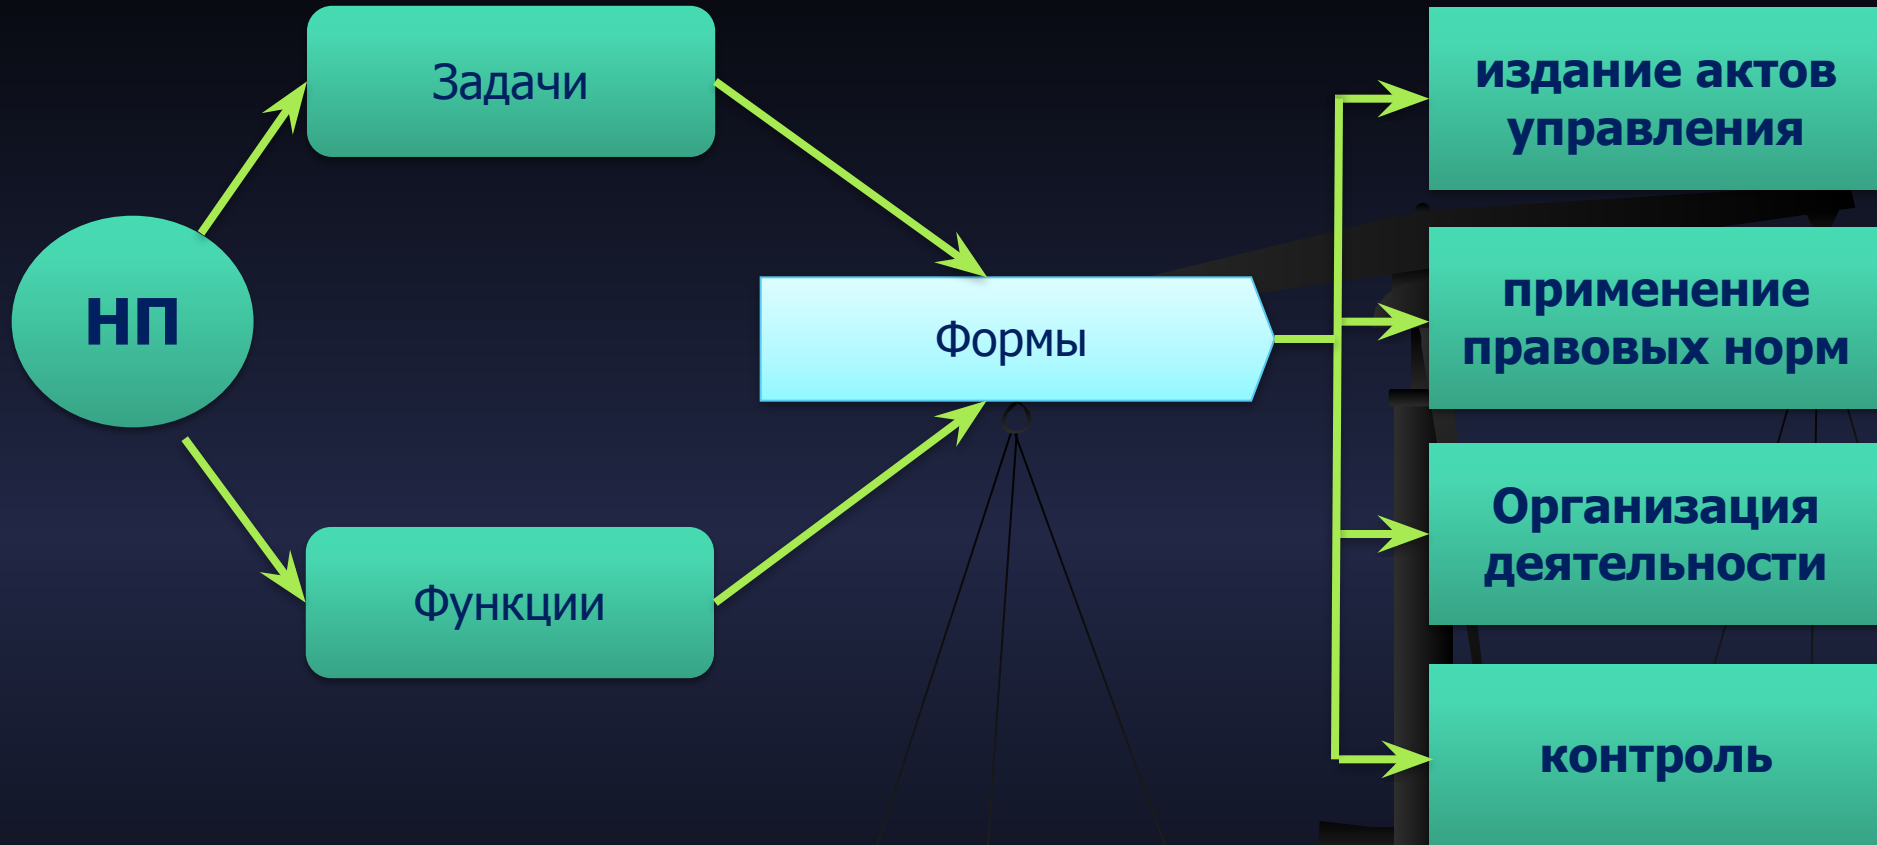 НП
Задачи
Функции
Формы
издание актов
управления
применение
правовых норм
Организация
деятельности
контроль